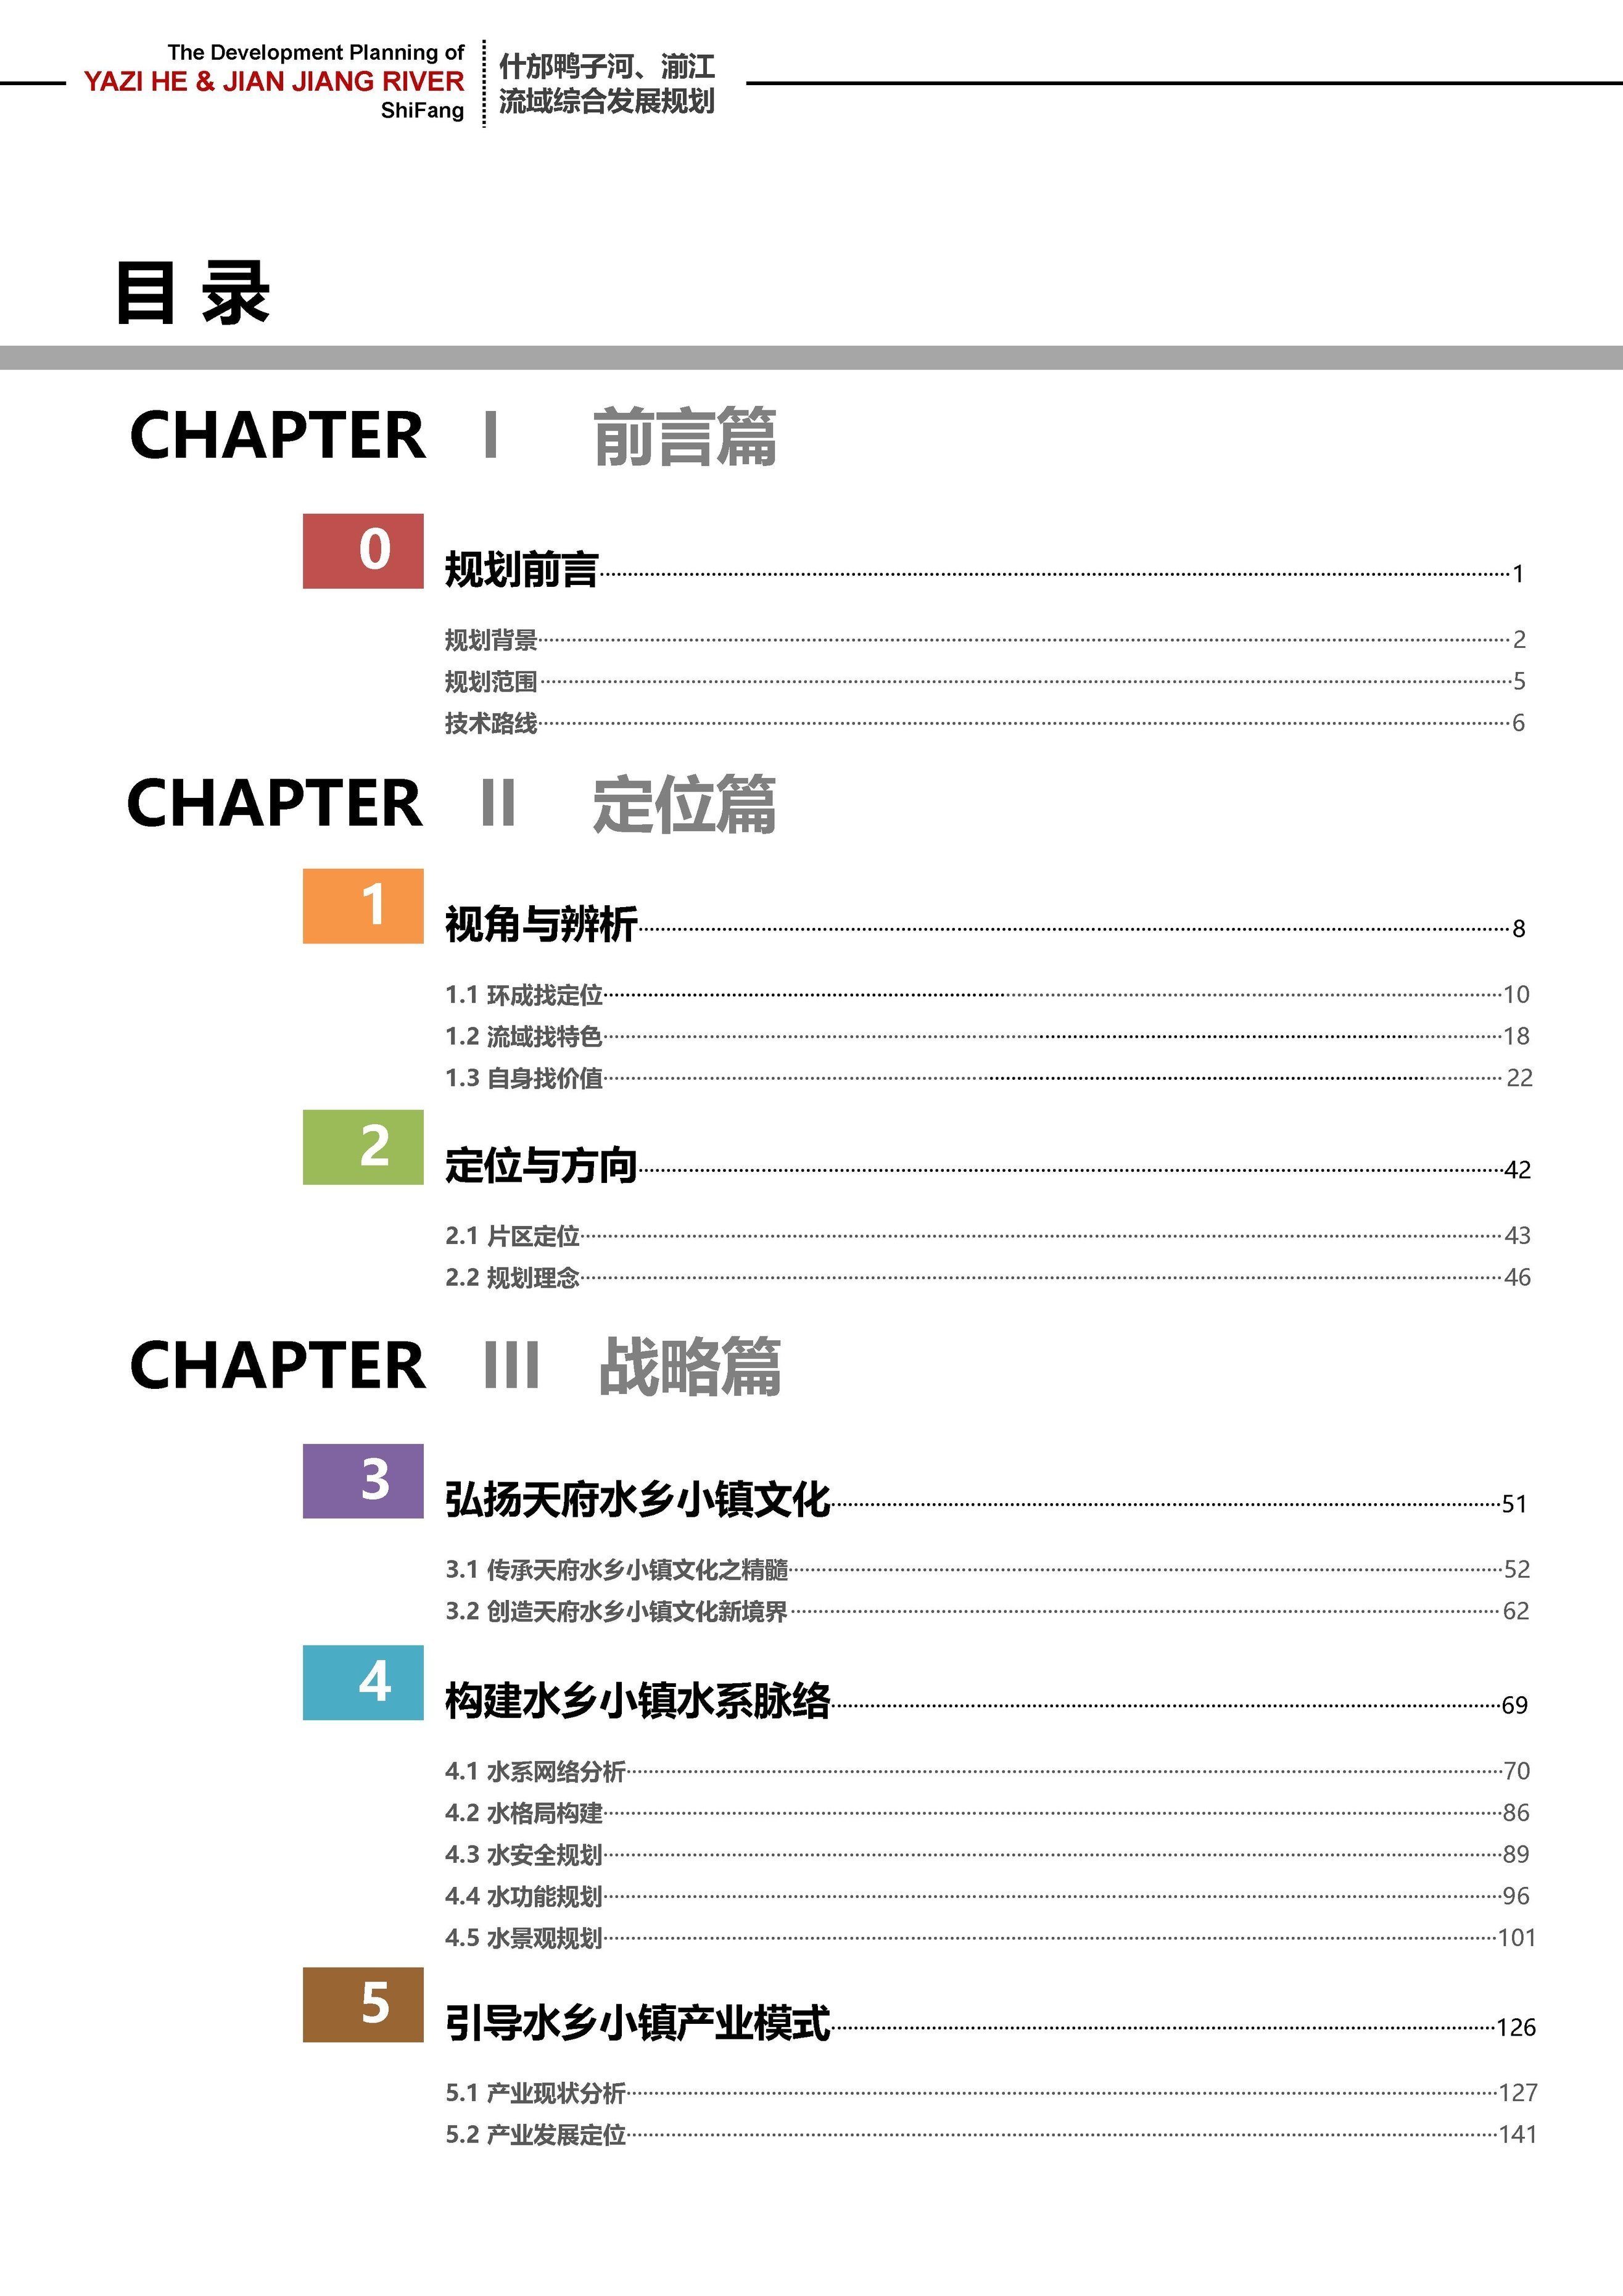 The Development Planning of
YAZI HE & JIAN JIANG RIVER
ShiFang
什邡鸭子河、湔江
流域综合发展规划
目 录
CHAPTER I 前言篇
0
规划前言 1
规划背景 2
规划范围 5
技术路线 6
CHAPTER II 定位篇
1
视角与辨析 8
1.1 环成找定位 10
1.2 流域找特色 18
1.3 自身找价值 22
2
定位与方向 42
2.1 片区定位 43
2.2 规划理念 46
CHAPTER III 战略篇
3
弘扬天府水乡小镇文化 51
3.1 传承天府水乡小镇文化之精髓 52
3.2 创造天府水乡小镇文化新境界 62
4
构建水乡小镇水系脉络 69
4.1 水系网络分析 70
4.2 水格局构建 86
4.3 水安全规划 89
4.4 水功能规划 96
4.5 水景观规划 101
5
引导水乡小镇产业模式 126
5.1 产业现状分析 127
5.2 产业发展定位 141